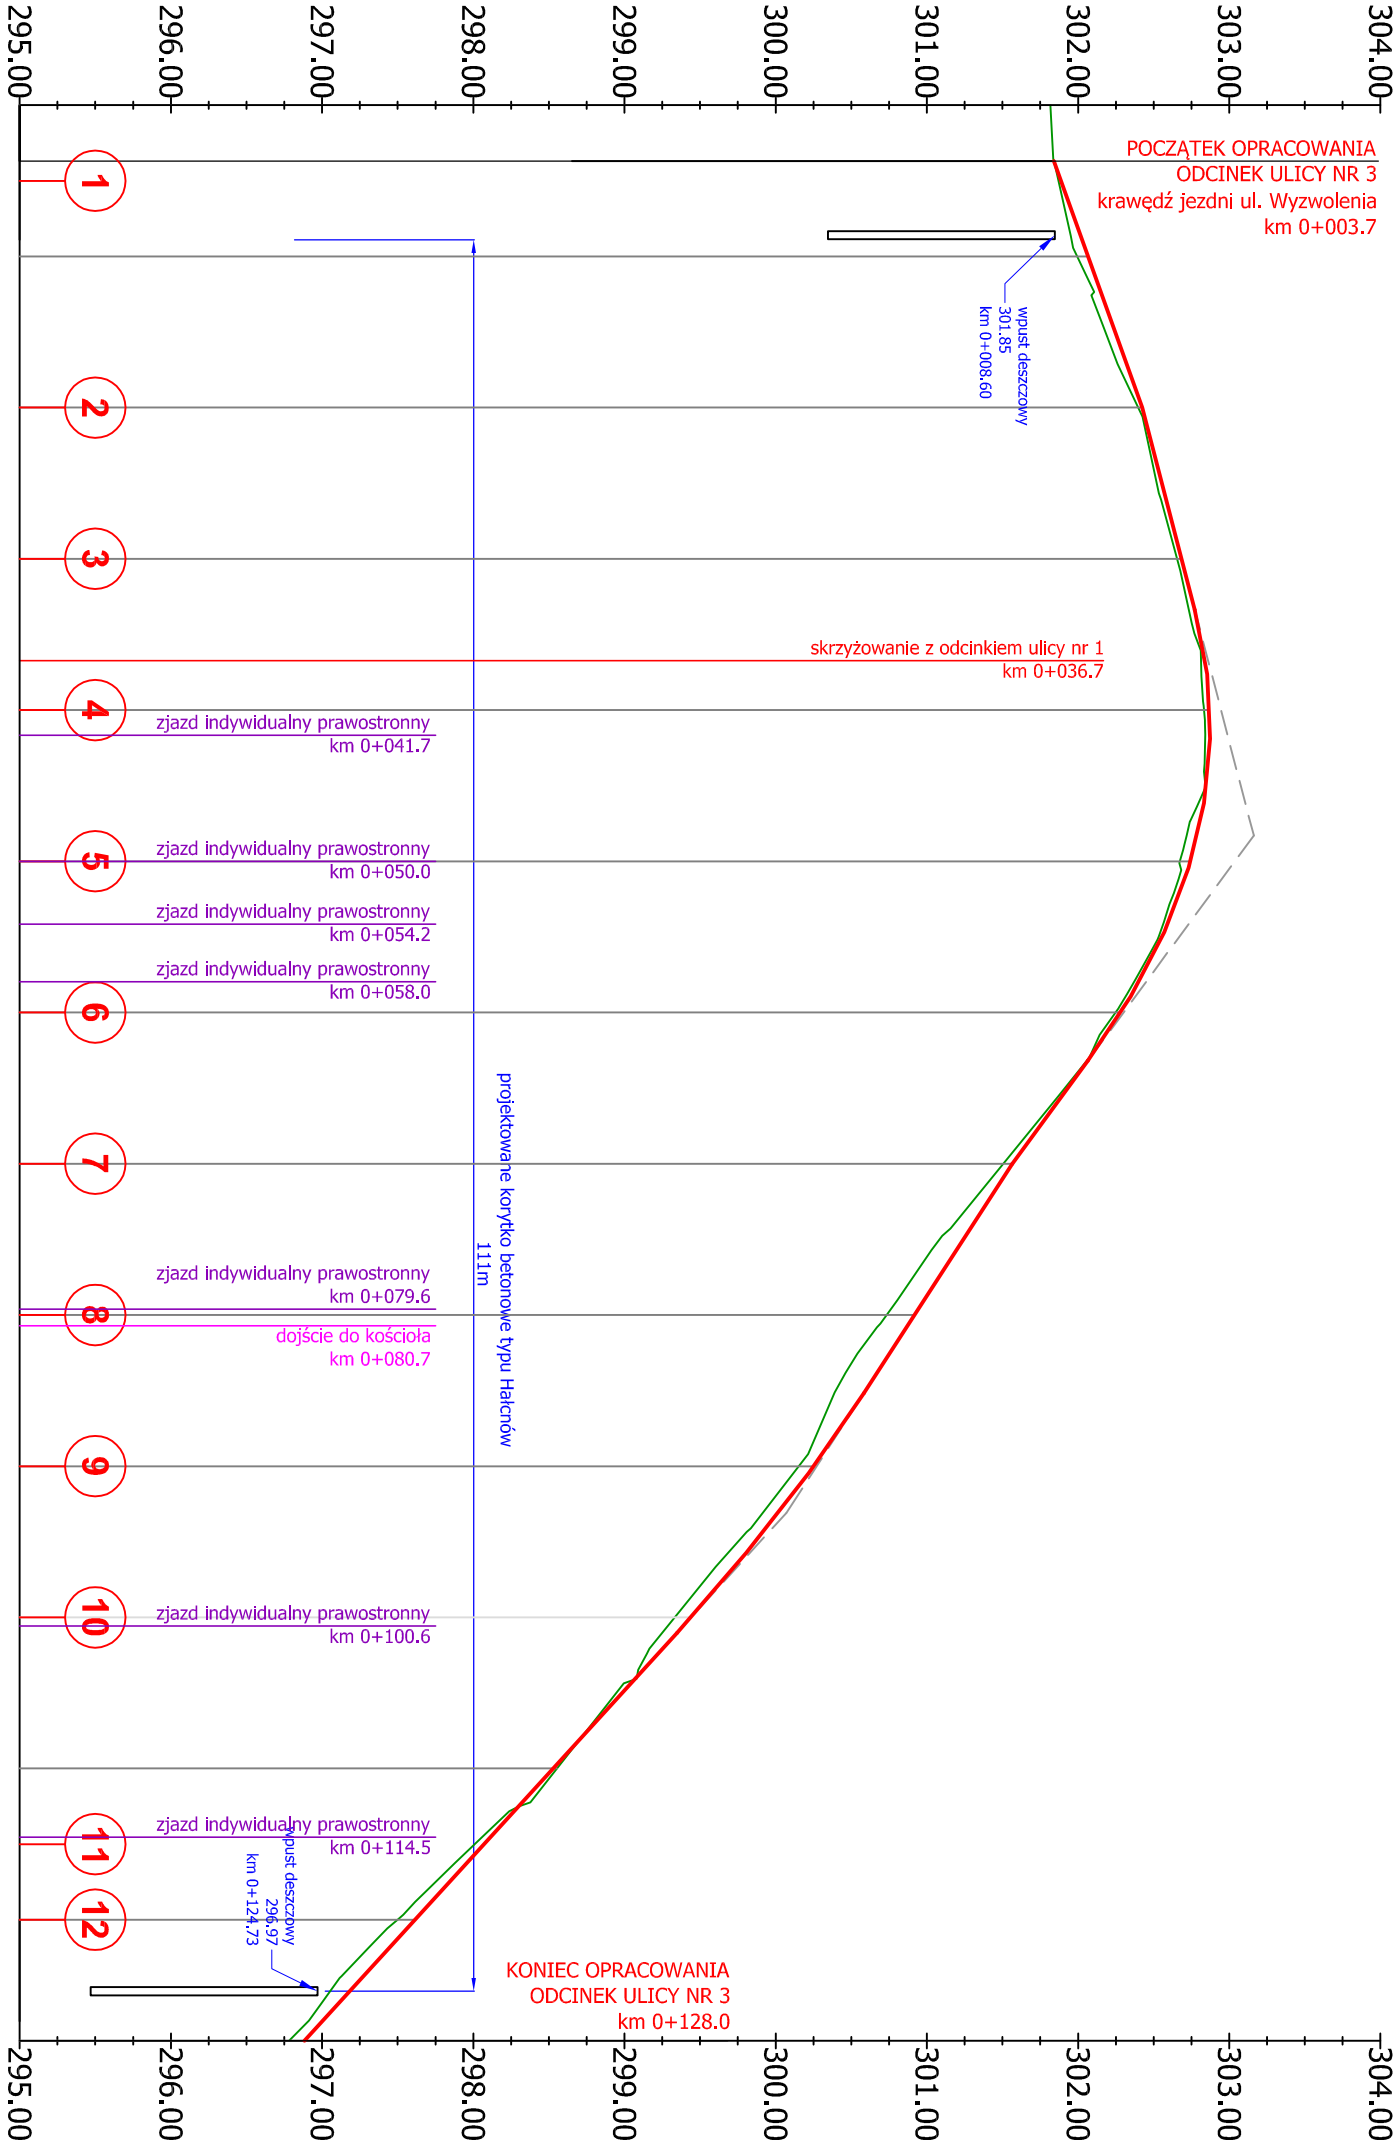 295.00
296.00
297.00
298.00
299.00
300.00
301.00
302.00
303.00
304.00
POCZĄTEK OPRACOWANIA
ODCINEK ULICY NR 3
krawędź jezdni ul. Wyzwolenia
km 0+003.7
1
wpust deszczowy
301.85
km 0+008.60
2
3
skrzyżowanie z odcinkiem ulicy nr 1
km 0+036.7
4
zjazd indywidualny prawostronny
km 0+041.7
5
zjazd indywidualny prawostronny
km 0+050.0
zjazd indywidualny prawostronny
km 0+054.2
zjazd indywidualny prawostronny
km 0+058.0
6
projektowane korytko betonowe typu Hałcnów
111m
7
zjazd indywidualny prawostronny
km 0+079.6
8
dojście do kościoła
km 0+080.7
9
10
zjazd indywidualny prawostronny
km 0+100.6
11
zjazd indywidualny prawostronny
km 0+114.5
wpust deszczowy
296.97
km 0+124.73
12
KONIEC OPRACOWANIA
ODCINEK ULICY NR 3
km 0+128.0
295.00
296.00
297.00
298.00
299.00
300.00
301.00
302.00
303.00
304.00